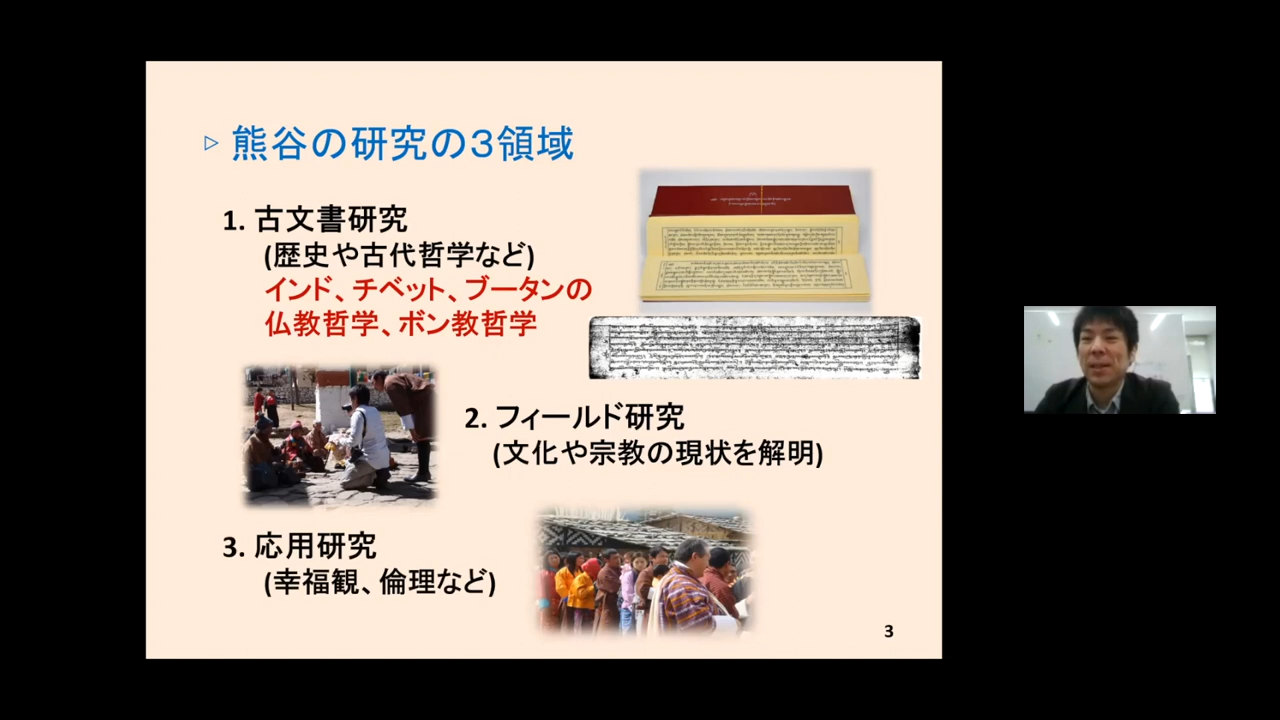 ▷ 熊谷の研究の３領域
1. 古文書研究
(歴史や古代哲学など)
インド、チベット、ブータンの
仏教哲学、ボン教哲学
2. フィールド研究
(文化や宗教の現状を解明)
3. 応用研究
(幸福観、倫理など)
3